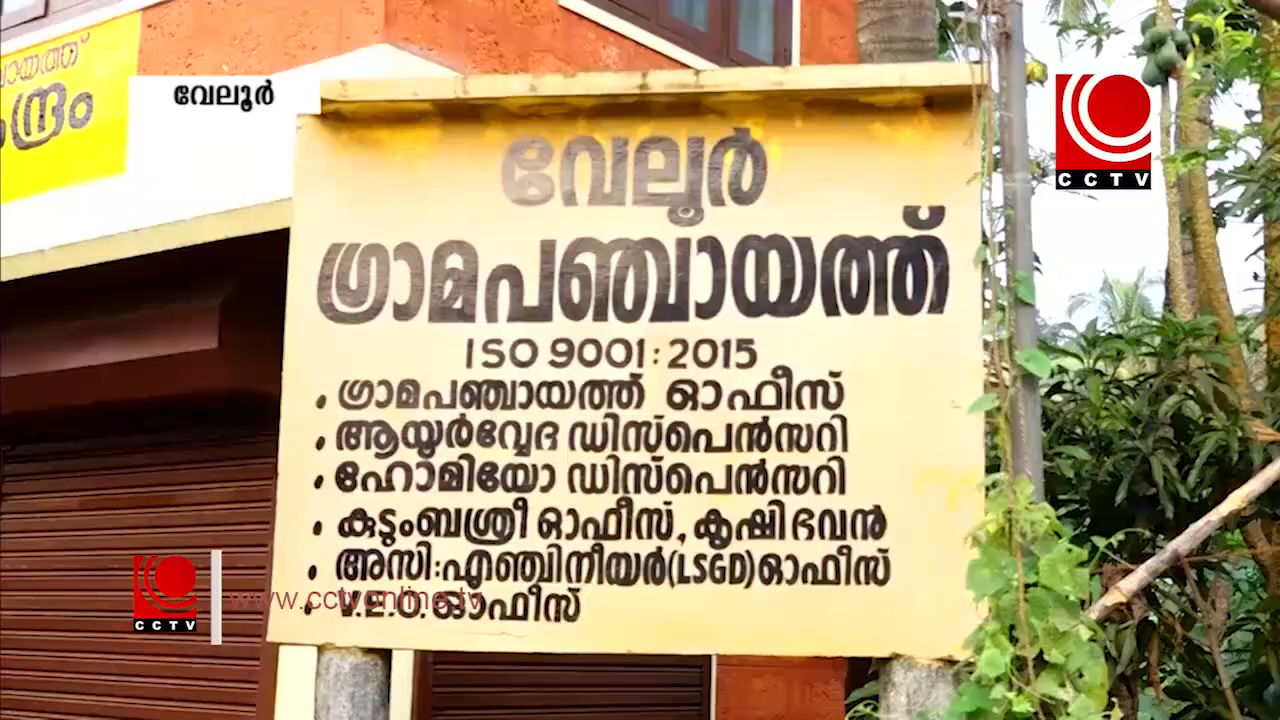 വേലൂർ
CCTV
വേലൂർ
ഗ്രാമപഞ്ചായത്ത്
ISO 9001:2015
• ഗ്രാമപഞ്ചായത്ത് ഓഫീസ്
• ആയൂർവ്വേദ ഡിസ്പെൻസറി
• ഹോമിയോ ഡിസ്പെൻസറി
• കുടുംബശ്രീ ഓഫീസ്, കൃഷിഭവൻ
• അസി:എഞ്ചിനീയർ(LSGD)ഓഫീസ്
• V.E.O.ഓഫീസ്
CCTV
www.cctvonline.tv